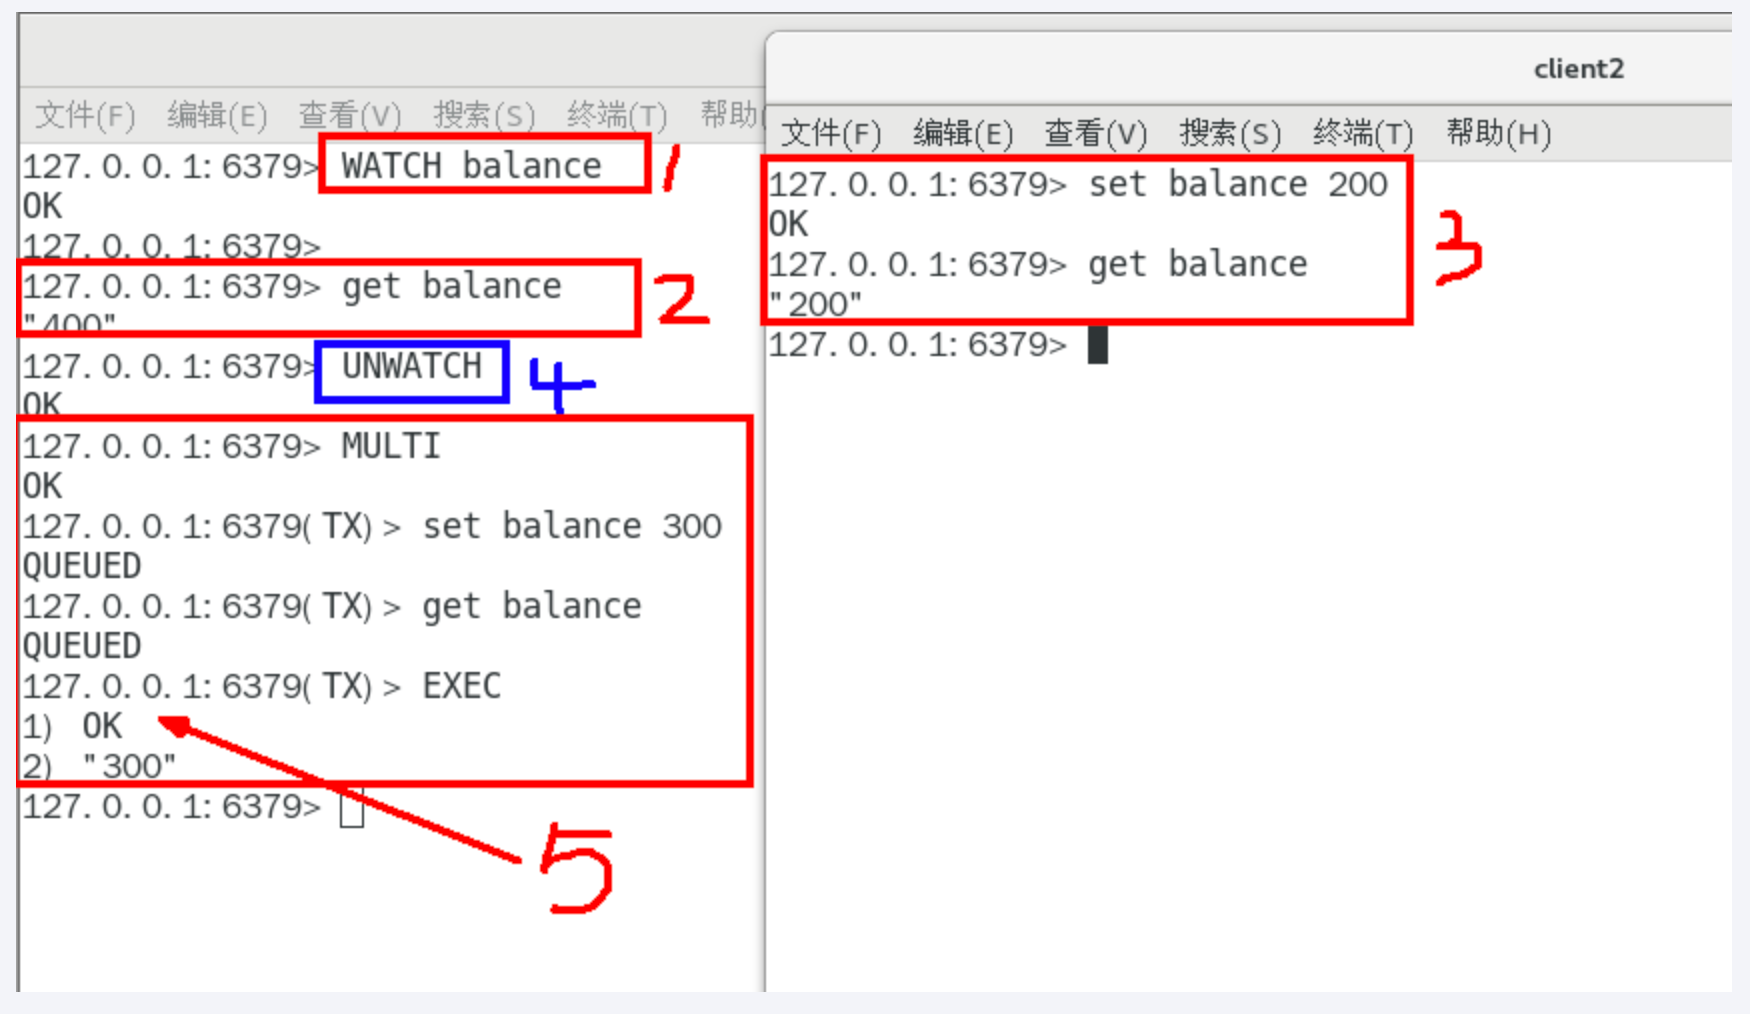 文件(F) 编辑(E) 查看(V) 搜索(S) 终端(T) 帮助(
127.0.0.1:6379> WATCH balance
1
OK
127.0.0.1:6379>
127.0.0.1:6379> get balance
2
"400"
127.0.0.1:6379> UNWATCH
4
OK
127.0.0.1:6379> MULTI
OK
127.0.0.1:6379(TX)> set balance 300
QUEUED
127.0.0.1:6379(TX)> get balance
QUEUED
127.0.0.1:6379(TX)> EXEC
1) OK
2) "300"
127.0.0.1:6379>
5
client2
文件(F) 编辑(E) 查看(V) 搜索(S) 终端(T) 帮助(H)
127.0.0.1:6379> set balance 200
OK
127.0.0.1:6379> get balance
"200"
3
127.0.0.1:6379>